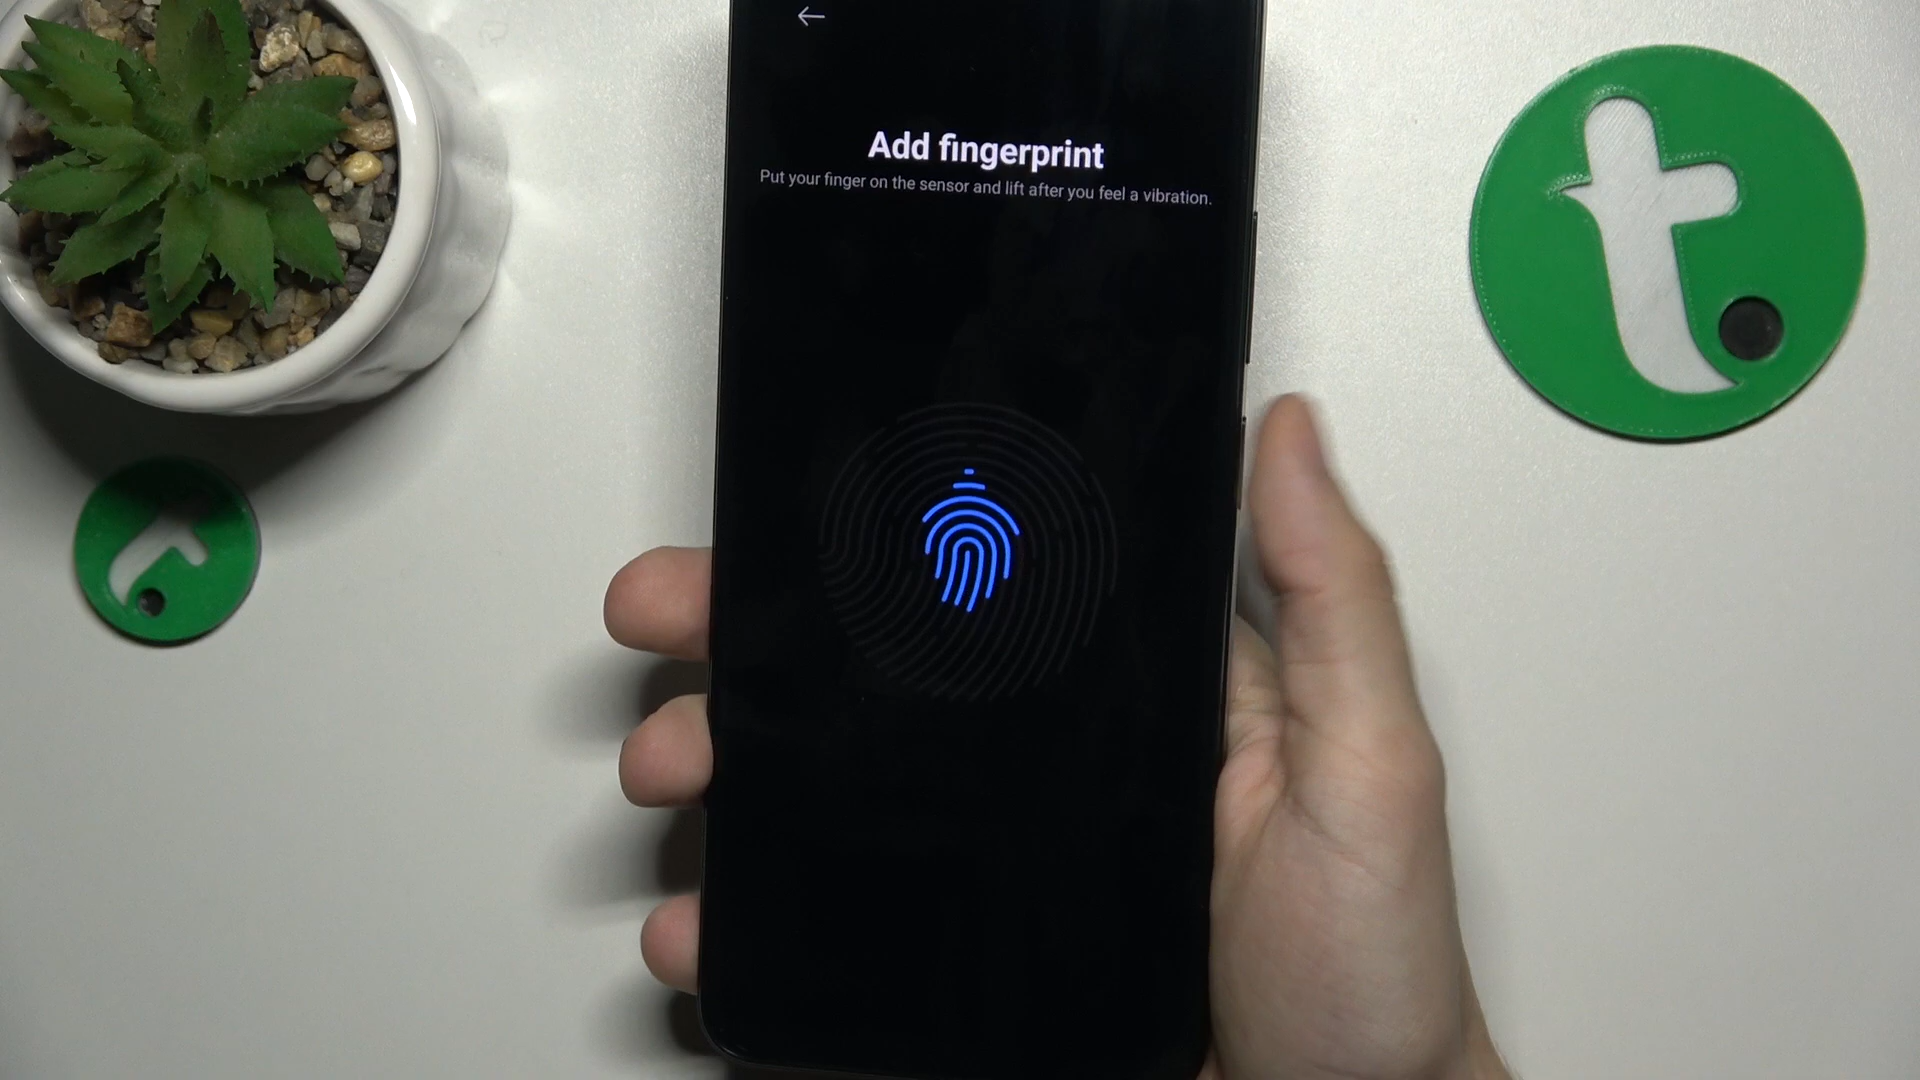 Add fingerprint
Put your finger on the sensor and lift after you feel a vibration.
t
t